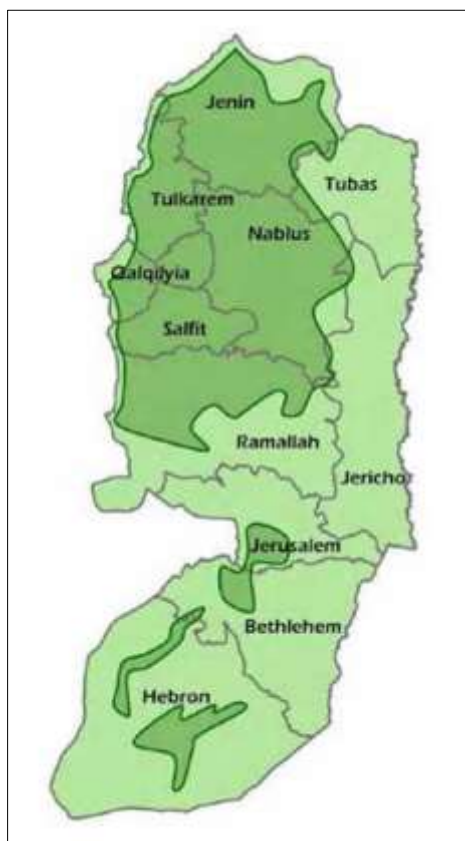 Jenin
Tubas
Tulkarem
Nablus
Qalqilyia
Salfit
Ramallah
Jericho
Jerusalem
Bethlehem
Hebron